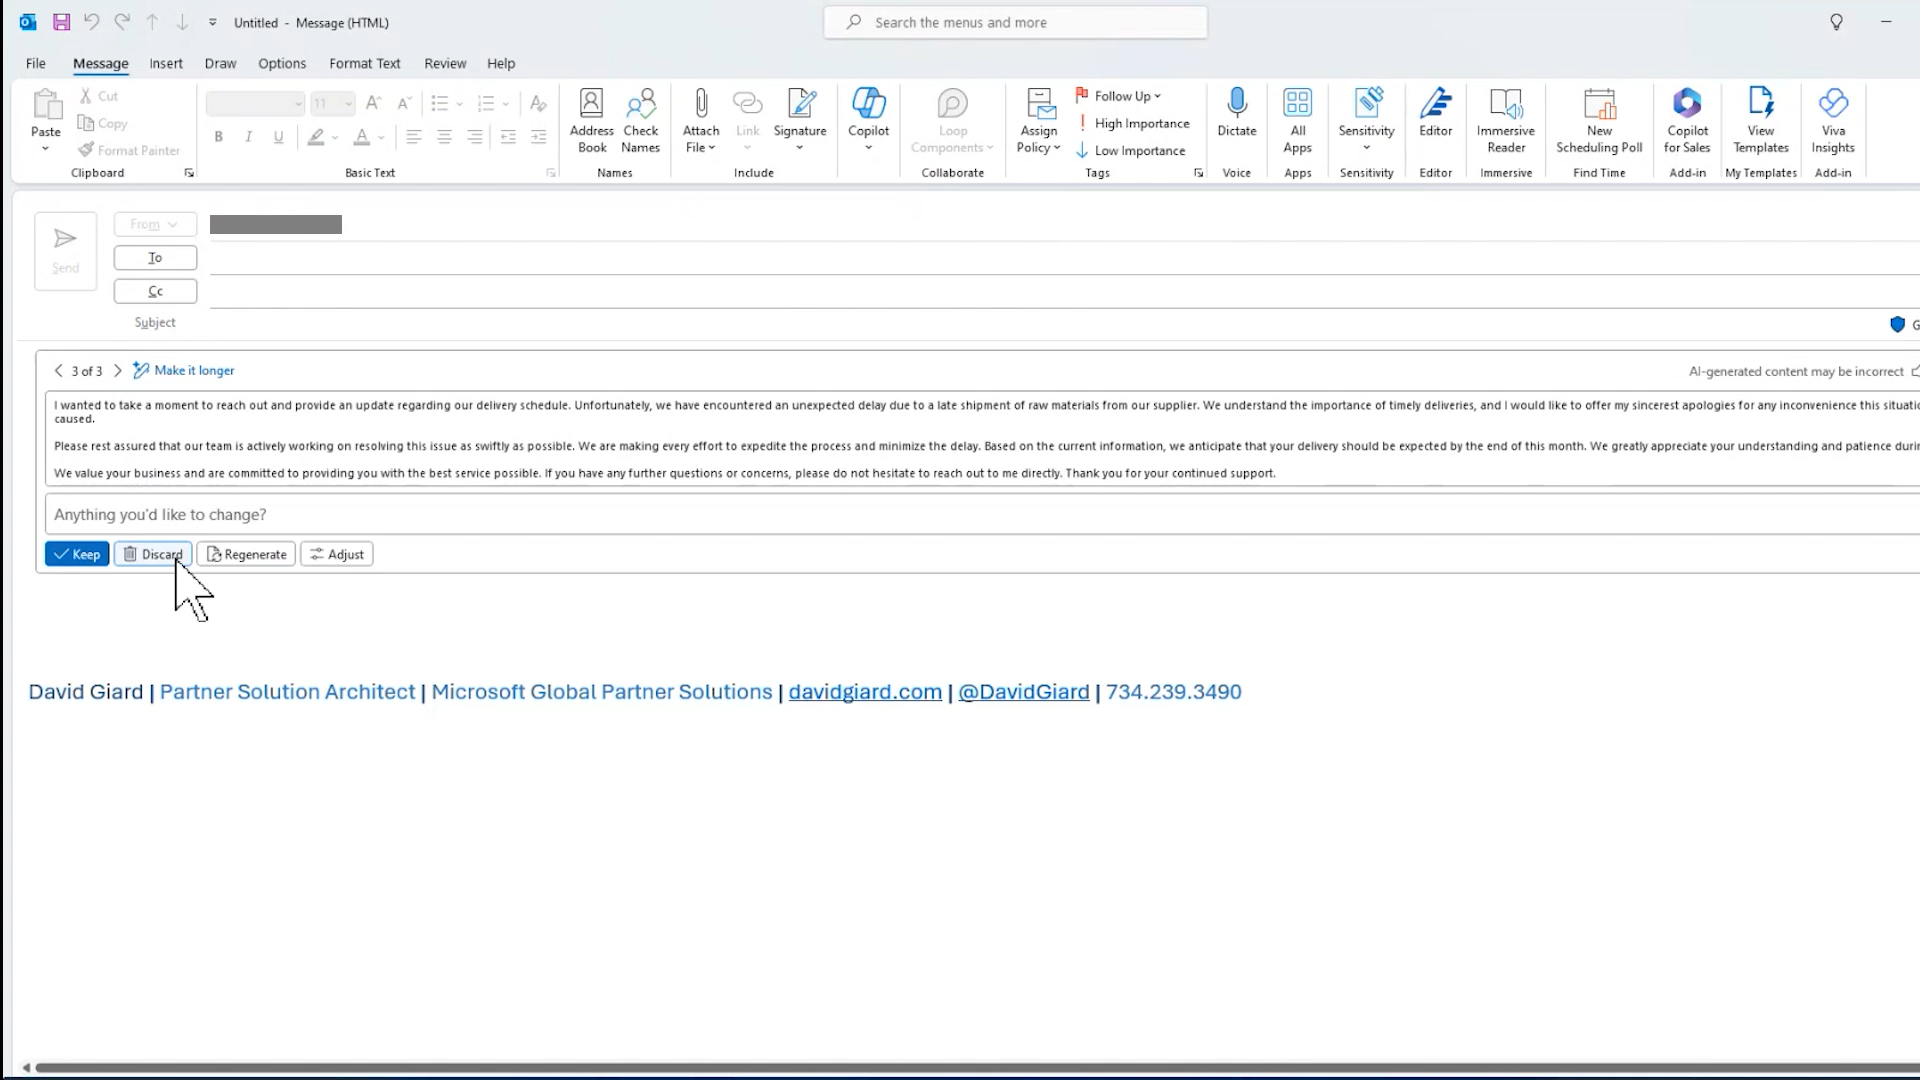 Untitled - Message (HTML)
Search the menus and more
File Message Insert Draw Options Format Text Review Help
Paste
Cut
Copy
Format Painter
Clipboard
11
B I U A
Basic Text
Address Book
Check Names
Names
Attach File
Link
Signature
Include
Copilot
Loop Components
Collaborate
Assign Policy
Follow Up
High Importance
Low Importance
Tags
Dictate
Voice
All Apps
Apps
Sensitivity
Sensitivity
Editor
Editor
Immersive Reader
Immersive
New Scheduling Poll
Find Time
Copilot for Sales
Add-in
View Templates
My Templates
Viva Insights
Add-in
Send
From
To
Cc
Subject
G
3 of 3 Make it longer
AI-generated content may be incorrect
I wanted to take a moment to reach out and provide an update regarding our delivery schedule. Unfortunately, we have encountered an unexpected delay due to a late shipment of raw materials from our supplier. We understand the importance of timely deliveries, and I would like to offer my sincerest apologies for any inconvenience this situati
caused.
Please rest assured that our team is actively working on resolving this issue as swiftly as possible. We are making every effort to expedite the process and minimize the delay. Based on the current information, we anticipate that your delivery should be expected by the end of this month. We greatly appreciate your understanding and patience duri
We value your business and are committed to providing you with the best service possible. If you have any further questions or concerns, please do not hesitate to reach out to me directly. Thank you for your continued support.
Anything you'd like to change?
Keep Discard Regenerate Adjust
David Giard | Partner Solution Architect | Microsoft Global Partner Solutions | davidgiard.com | @DavidGiard | 734.239.3490